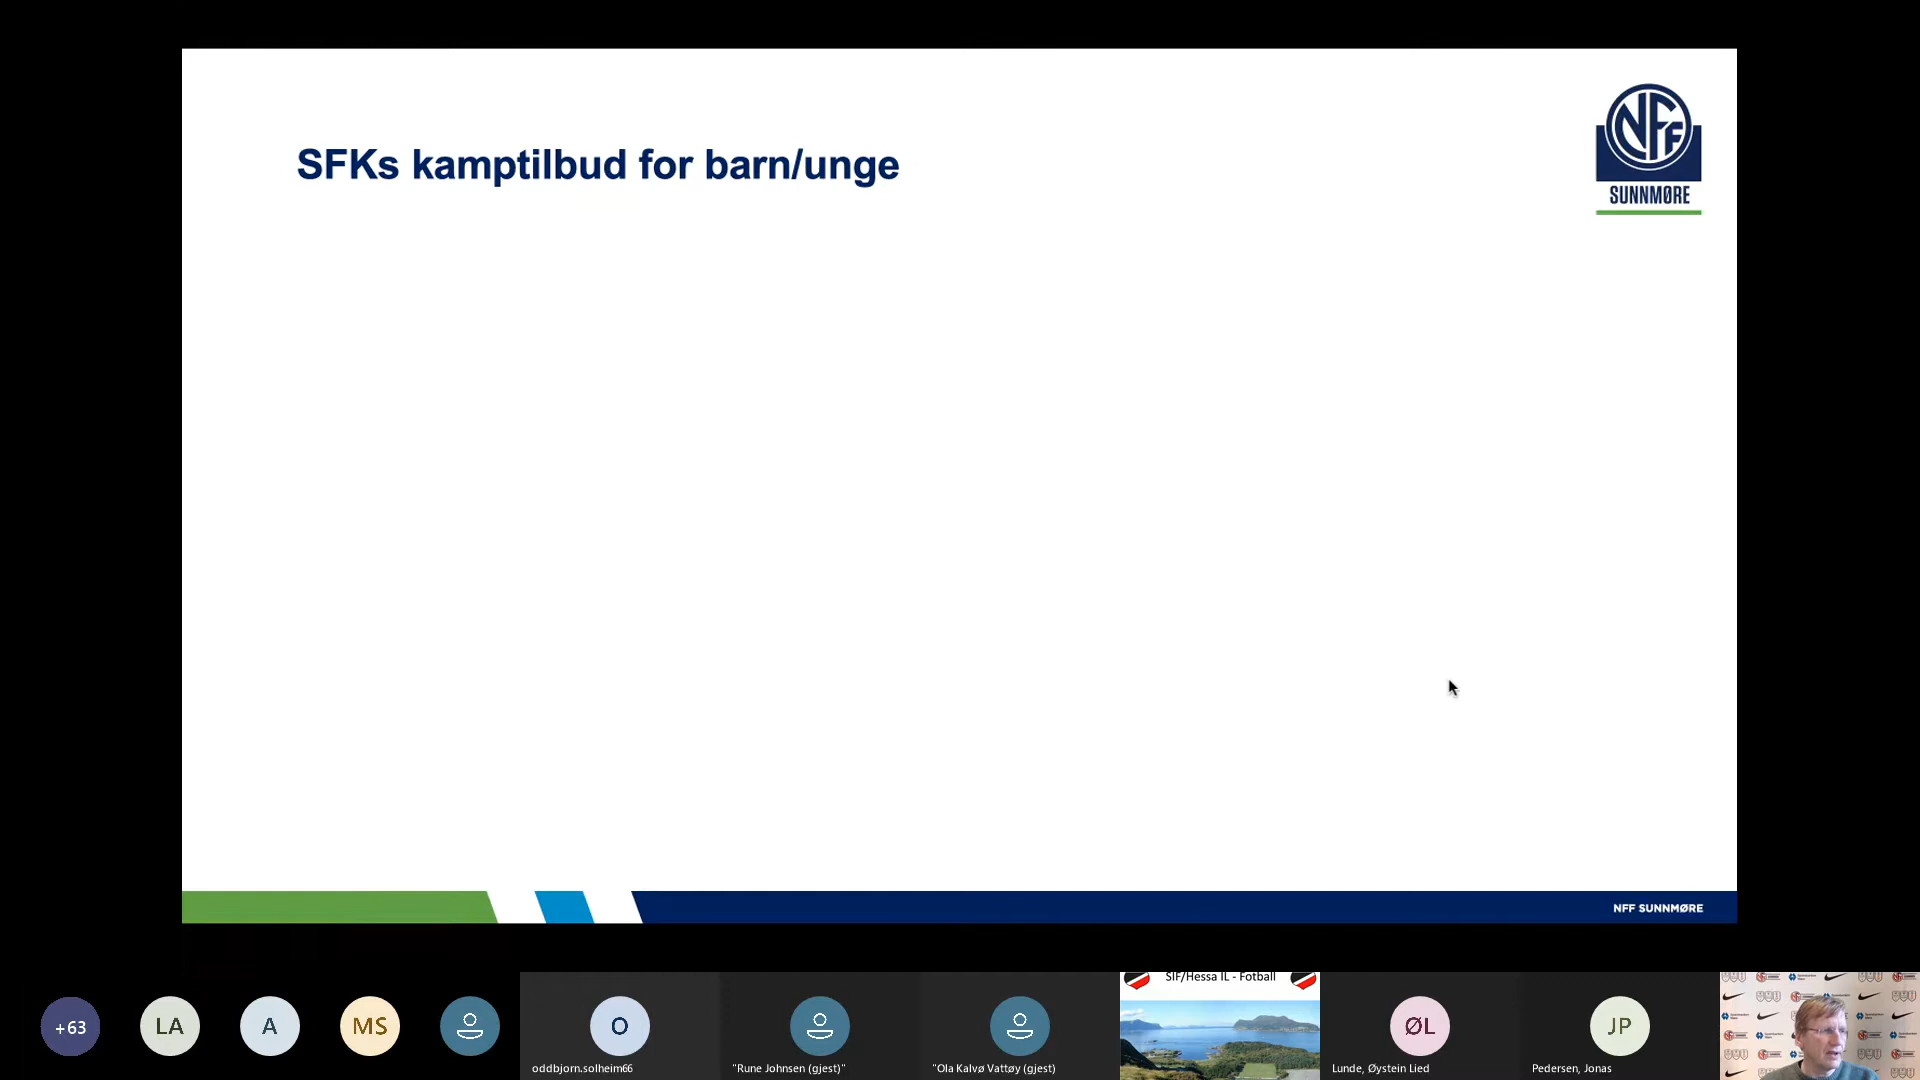 SFKs kamptilbud for barn/unge
NFF
SUNNMØRE
NFF SUNNMØRE
+63
LA
A
MS
O
oddbjorn.solheim66
"Rune Johnsen (gjest)"
"Ola Kalvø Vattøy (gjest)
SIF/Hessa IL - Fotball
ØL
Lunde, Øystein Lied
JP
Pedersen, Jonas